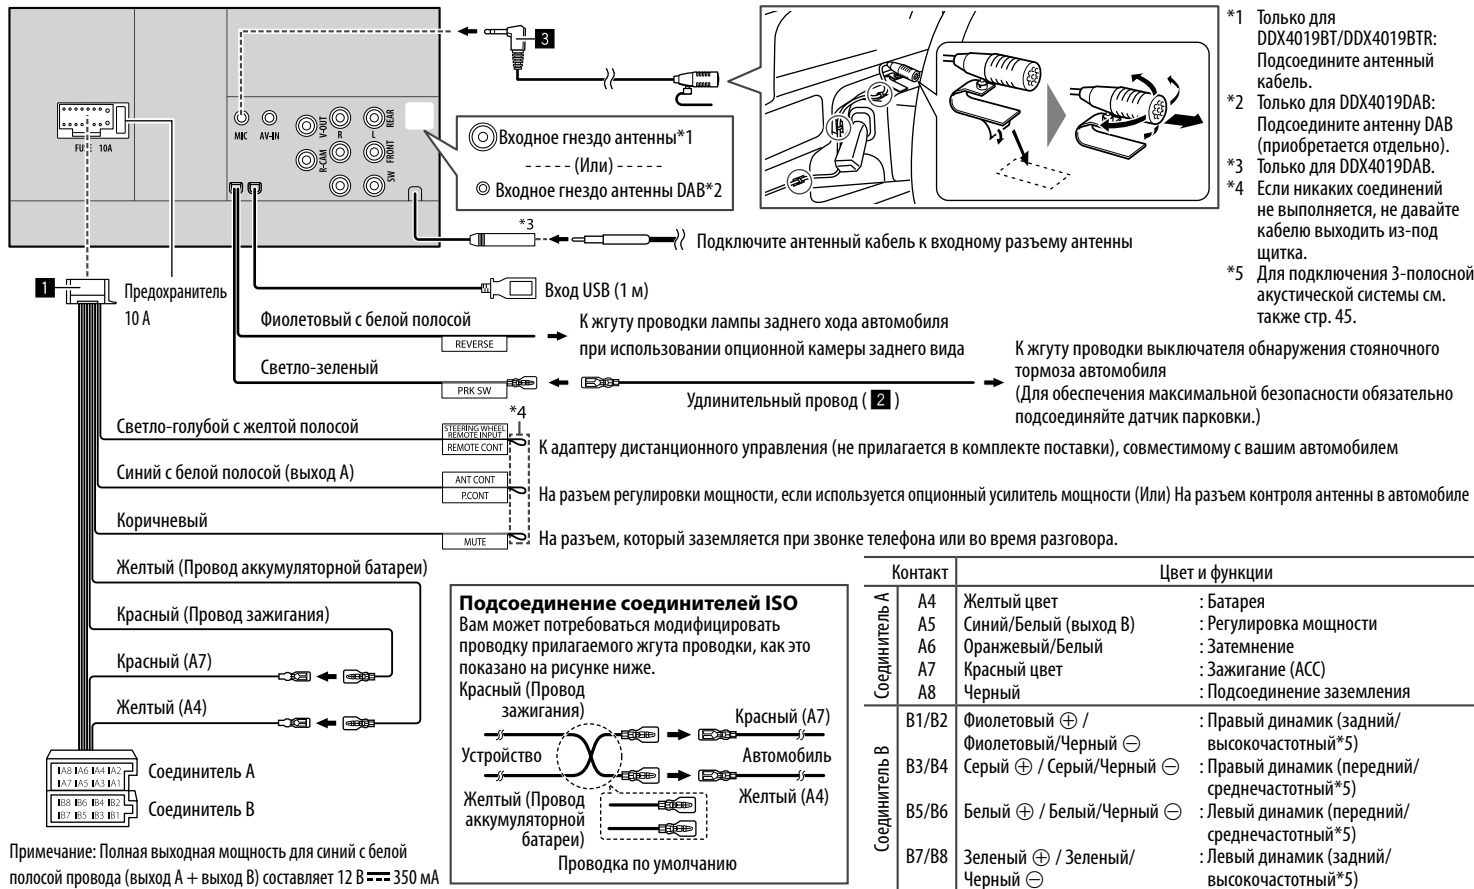 FUSE 10A
MIC
AV-IN
V-OUT
R
L
REAR
R-CAM
FRONT
SW
3
Входное гнездо антенны*1
(Или)
Входное гнездо антенны DAB*2
*1 Только для
DDX4019BT/DDX4019BTR:
Подсоедините антенный
кабель.
*2 Только для DDX4019DAB:
Подсоедините антенну DAB
(приобретается отдельно).
*3 Только для DDX4019DAB.
*4 Если никаких соединений
не выполняется, не давайте
кабелю выходить из-под
щитка.
*5 Для подключения 3-полосной
акустической системы см.
также стр. 45.
*3
Подключите антенный кабель к входному разъему антенны
1
Предохранитель
10 A
Вход USB (1 м)
Фиолетовый с белой полосой
REVERSE
К жгуту проводки лампы заднего хода автомобиля
при использовании опционной камеры заднего вида
Светло-зеленый
PRK SW
Удлинительный провод ( 2 )
К жгуту проводки выключателя обнаружения стояночного
тормоза автомобиля
(Для обеспечения максимальной безопасности обязательно
подсоединяйте датчик парковки.)
*4
Светло-голубой с желтой полосой
STEERING WHEEL
REMOTE INPUT
REMOTE CONT
К адаптеру дистанционного управления (не прилагается в комплекте поставки), совместимому с вашим автомобилем
Синий с белой полосой (выход A)
ANT CONT
P.CONT
На разъем регулировки мощности, если используется опционный усилитель мощности (Или) На разъем контроля антенны в автомобиле
Коричневый
MUTE
На разъем, который заземляется при звонке телефона или во время разговора.
Желтый (Провод аккумуляторной батареи)
Красный (Провод зажигания)
Красный (A7)
Желтый (A4)
A8 A6 A4 A2
A7 A5 A3 A1
Соединитель A
B8 B6 B4 B2
B7 B5 B3 B1
Соединитель B
Примечание: Полная выходная мощность для синий с белой
полосой провода (выход A + выход B) составляет 12 В 350 мА
Подсоединение соединителей ISO
Вам может потребоваться модифицировать
проводку прилагаемого жгута проводки, как это
показано на рисунке ниже.
Красный (Провод
зажигания)
Красный (A7)
Устройство
Автомобиль
Желтый (Провод
аккумуляторной
батареи)
Желтый (A4)
Проводка по умолчанию
Контакт Цвет и функции
Соединитель A
A4 Желтый цвет : Батарея
A5 Синий/Белый (выход B) : Регулировка мощности
A6 Оранжевый/Белый : Затемнение
A7 Красный цвет : Зажигание (ACC)
A8 Черный : Подсоединение заземления
Соединитель B
B1/B2 Фиолетовый ⊕ / : Правый динамик (задний/
Фиолетовый/Черный ⊖ высокочастотный*5)
B3/B4 Серый ⊕ / Серый/Черный ⊖ : Правый динамик (передний/
среднечастотный*5)
B5/B6 Белый ⊕ / Белый/Черный ⊖ : Левый динамик (передний/
среднечастотный*5)
B7/B8 Зеленый ⊕ / Зеленый/ : Левый динамик (задний/
Черный ⊖ высокочастотный*5)